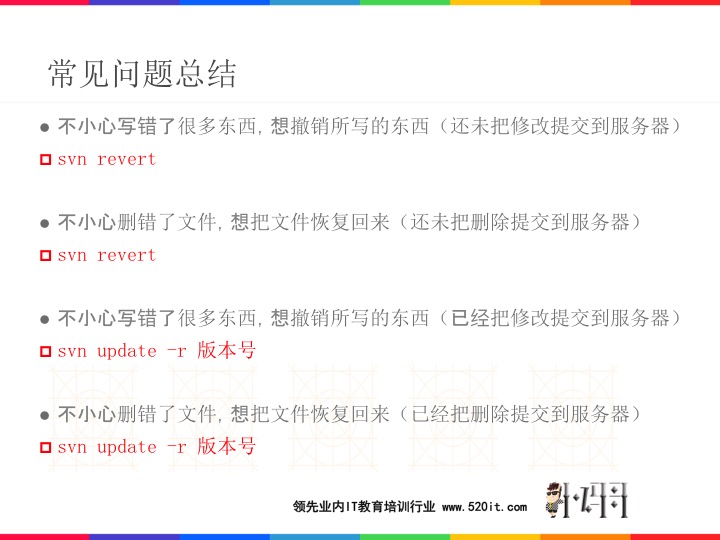 常见问题总结
不小心写错了很多东西, 想撤销所写的东西（还未把修改提交到服务器）
svn revert
不小心删错了文件, 想把文件恢复回来（还未把删除提交到服务器）
svn revert
不小心写错了很多东西, 想撤销所写的东西（已经把修改提交到服务器）
svn update -r 版本号
不小心删错了文件, 想把文件恢复回来（已经把删除提交到服务器）
svn update -r 版本号
领先业内IT教育培训行业 www.520it.com
小码哥